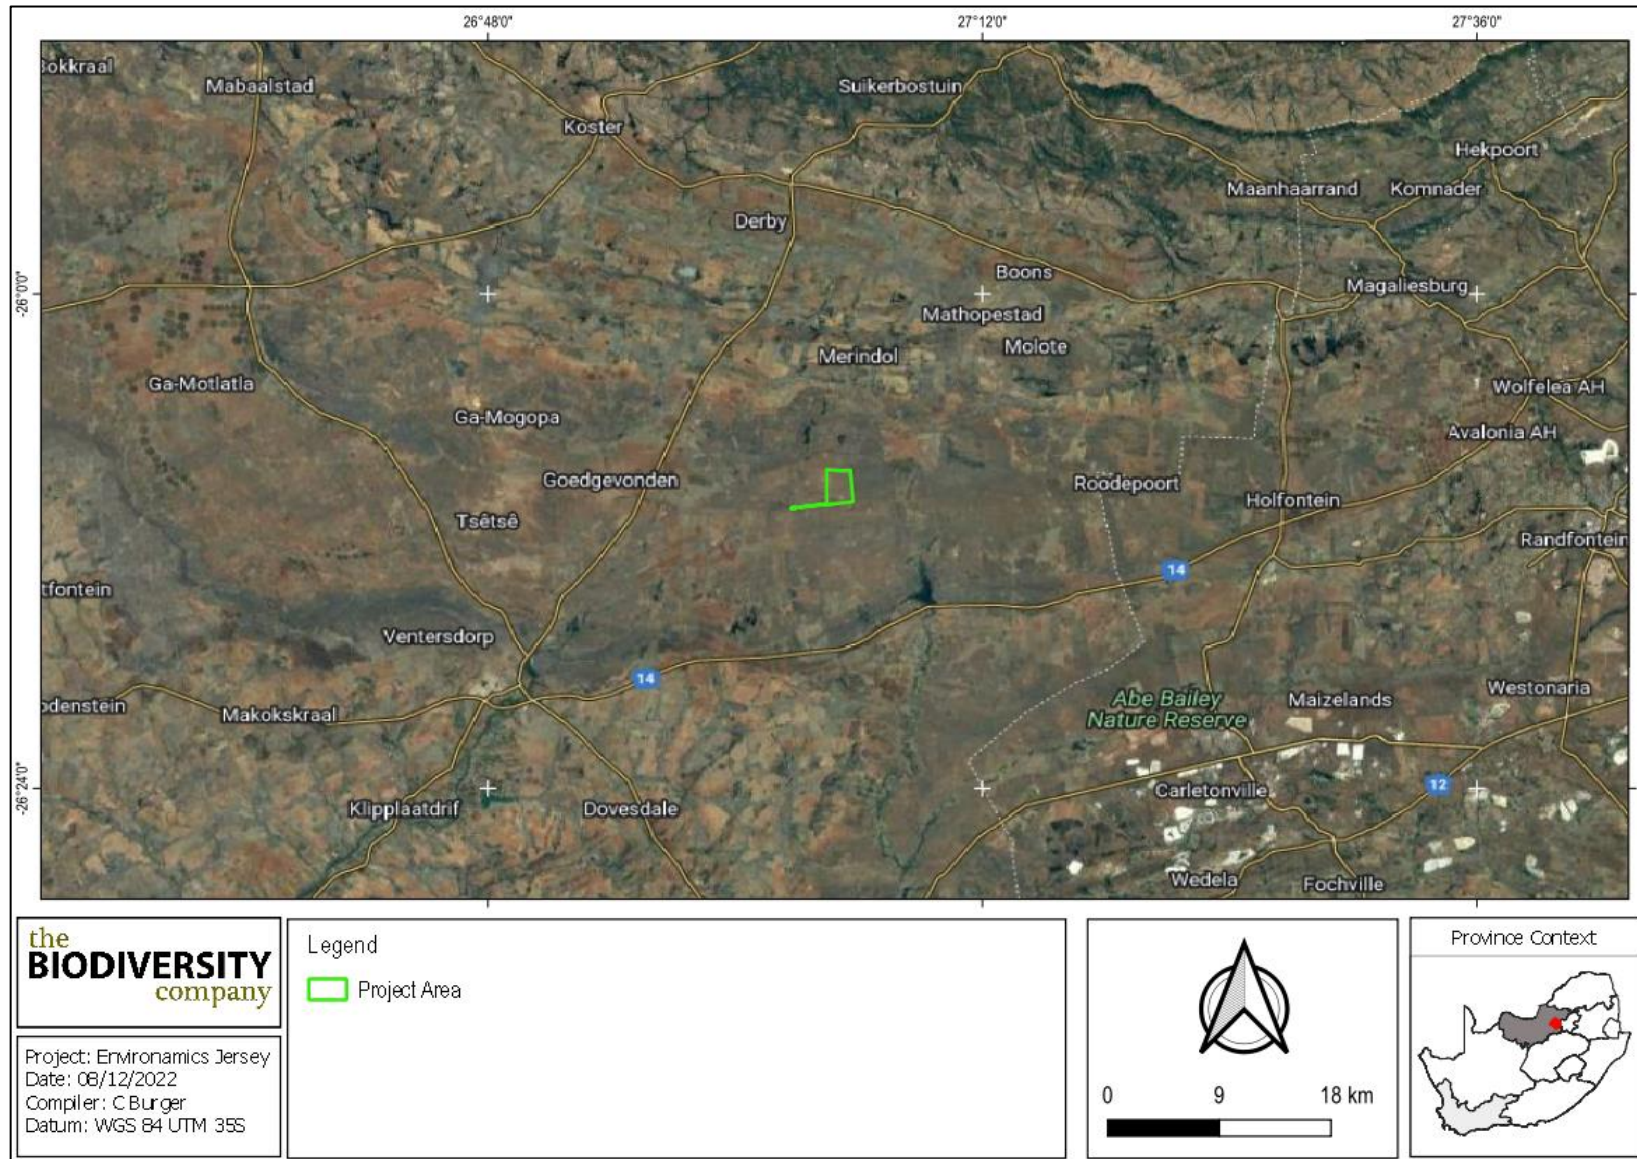 26°48'0"
27°12'0"
27°36'0"
Bokkraal
Mabaalstad
Suikerbostuin
Koster
Hekpoort
Maanhaarrand
Komnader
Derby
Boons
-26°0'0"
Magaliesburg
Mathopestad
Molote
Merindol
Ga-Motlatla
Wolfelea AH
Ga-Mogopa
Avalonia AH
Goedgevonden
Roodepoort
Holfontein
Tsêtsê
Randfontein
14
tfontein
Ventersdorp
14
Westonaria
Abe Bailey
Nature Reserve
Maizelands
odenstein
Makokskraal
-26°24'0"
12
Carletonville
Klipplaatdrif
Dovesdale
Wedela
Fochville
the
BIODIVERSITY
company
Project: Environamics Jersey
Date: 08/12/2022
Compiler: C Burger
Datum: WGS 84 UTM 35S
Legend
Project Area
0 9 18 km
Province Context